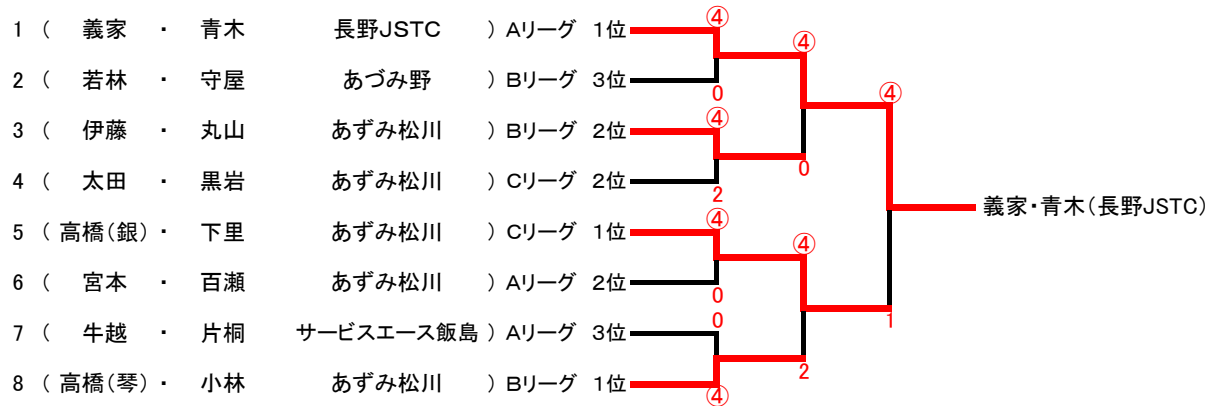 ④
1 ( 義家 ・ 青木 長野JSTC ) Aリーグ 1位
④
2 ( 若林 ・ 守屋 あづみ野 ) Bリーグ 3位
0 ④
④
3 ( 伊藤 ・ 丸山 あずみ松川 ) Bリーグ 2位
0
4 ( 太田 ・ 黒岩 あずみ松川 ) Cリーグ 2位
2
義家・青木(長野JSTC)
④
5 ( 高橋(銀) ・ 下里 あずみ松川 ) Cリーグ 1位
④
6 ( 宮本 ・ 百瀬 あずみ松川 ) Aリーグ 2位
0
0 1
7 ( 牛越 ・ 片桐 サービスエース飯島 ) Aリーグ 3位
2
8 ( 高橋(琴) ・ 小林 あずみ松川 ) Bリーグ 1位
④